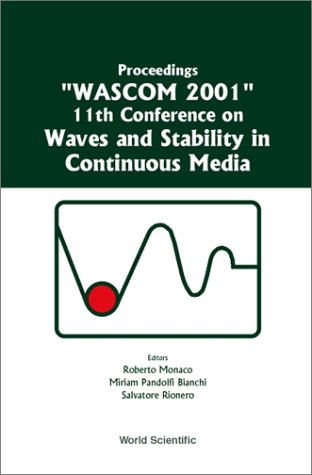 Proceedings
"WASCOM 2001"
11th Conference on
Waves and Stability in
Continuous Media
Editors
Roberto Monaco
Miriam Pandolfi Bianchi
Salvatore Rionero
World Scientific